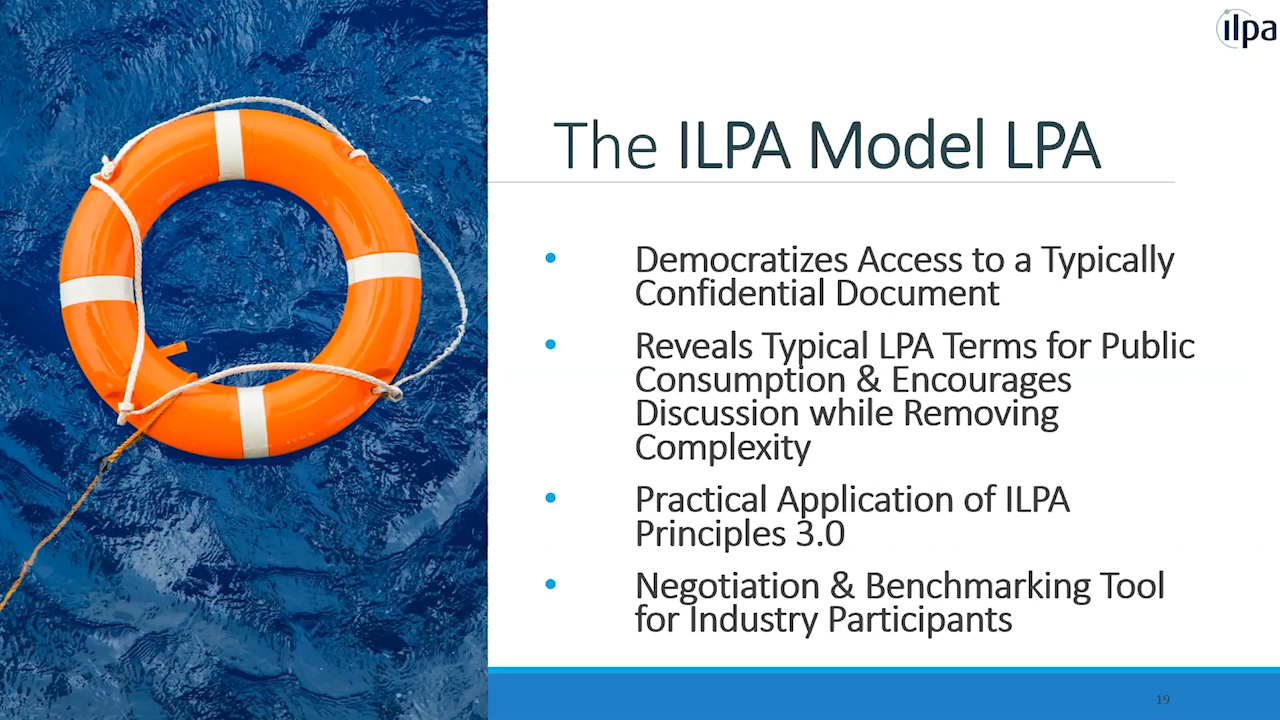 ilpa
The ILPA Model LPA
• Democratizes Access to a Typically
Confidential Document
• Reveals Typical LPA Terms for Public
Consumption & Encourages
Discussion while Removing
Complexity
• Practical Application of ILPA
Principles 3.0
• Negotiation & Benchmarking Tool
for Industry Participants
19